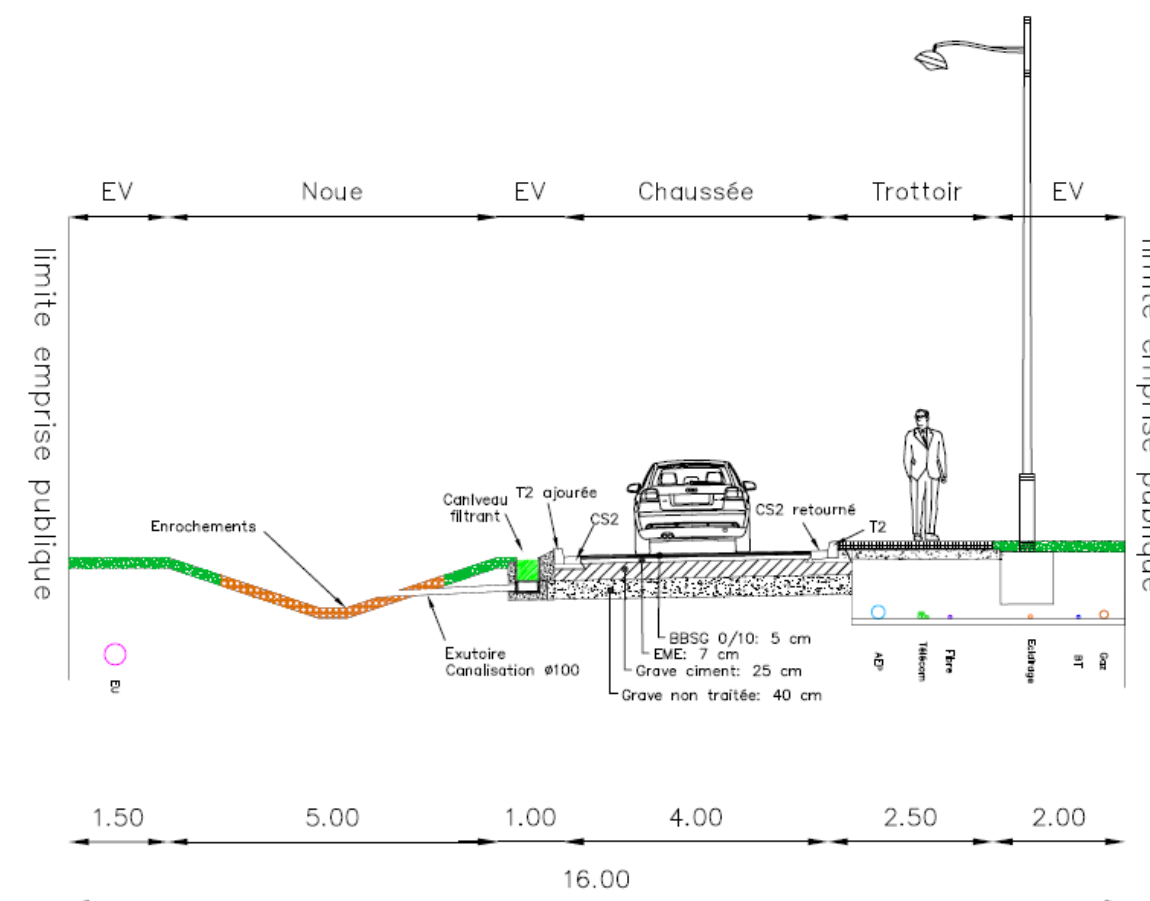 EV
Noue
EV
Chaussée
Trottoir
EV
limite emprise publique
limite emprise publique
Enrochements
Caniveau
filtrant
T2 ajourée
CS2
CS2 retourné
T2
Exutoire
Canalisation ø100
BBSG 0/10: 5 cm
EME: 7 cm
Grave ciment: 25 cm
Grave non traitée: 40 cm
EU
AEP
Télécom
Fibre
Eclairage
BT
Gaz
1.50
5.00
1.00
4.00
2.50
2.00
16.00